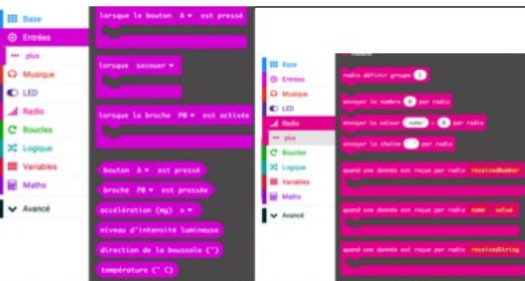 Base
Entrées
plus
Musique
LED
Radio
Boucles
Logique
Variables
Maths
Avancé
lorsque le bouton A est pressé
lorsque secouer
lorsque la broche P0 est activée
bouton A est pressé
broche P0 est pressée
accélération (mg) x
niveau d'intensité lumineuse
direction de la boussole (°)
température (° C)
Base
Entrées
Musique
LED
Radio
plus
Boucles
Logique
Variables
Maths
Avancé
radio définir groupe 1
envoyer le nombre 0 par radio
envoyer la valeur "name" = 0 par radio
envoyer la chaîne " " par radio
quand une donnée est reçue par radio receivedNumber
quand une donnée est reçue par radio name value
quand une donnée est reçue par radio receivedString